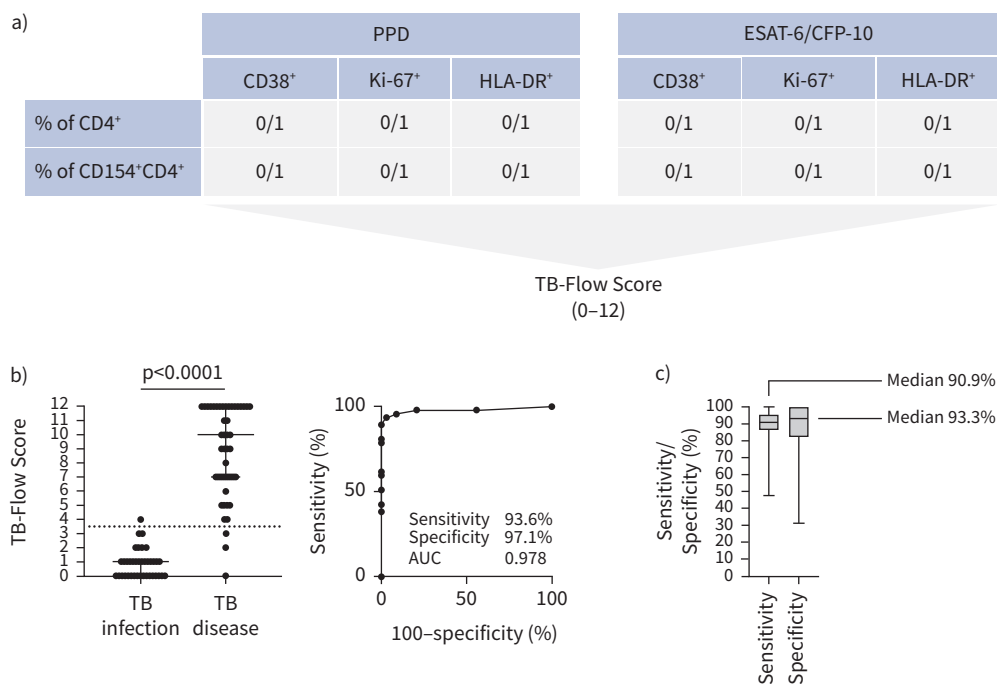 a)
PPD ESAT-6/CFP-10
CD38⁺ Ki-67⁺ HLA-DR⁺ CD38⁺ Ki-67⁺ HLA-DR⁺
% of CD4⁺ 0/1 0/1 0/1 0/1 0/1 0/1
% of CD154⁺CD4⁺ 0/1 0/1 0/1 0/1 0/1 0/1
TB-Flow Score
(0–12)
b)
p<0.0001
TB-Flow Score
12
10
9
8
7
6
5
4
3
2
1
0
TB
infection
TB
disease
Sensitivity (%)
100
50
0
Sensitivity 93.6%
Specificity 97.1%
AUC 0.978
0 50 100
100–specificity (%)
c)
Median 90.9%
Median 93.3%
Sensitivity/
Specificity (%)
100
90
80
70
60
50
40
30
20
10
0
Sensitivity
Specificity